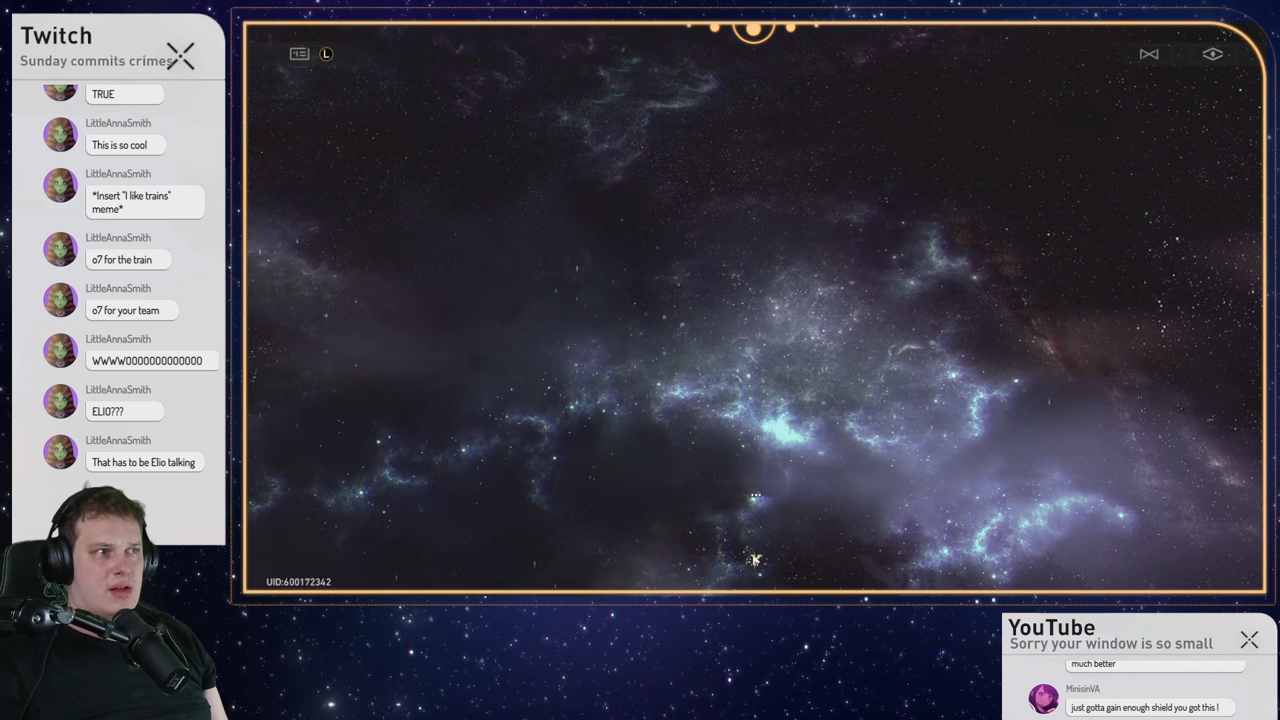 Twitch
Sunday commits crimes
TRUE
LittleAnnaSmith
This is so cool
LittleAnnaSmith
*Insert "I like trains"
meme*
LittleAnnaSmith
o7 for the train
LittleAnnaSmith
o7 for your team
LittleAnnaSmith
WWWWOOOOOOOOOOOO
LittleAnnaSmith
ELIO???
LittleAnnaSmith
That has to be Elio talking
L
UID:600172342
YouTube
Sorry your window is so small
much better
MinisinVA
just gotta gain enough shield you got this !